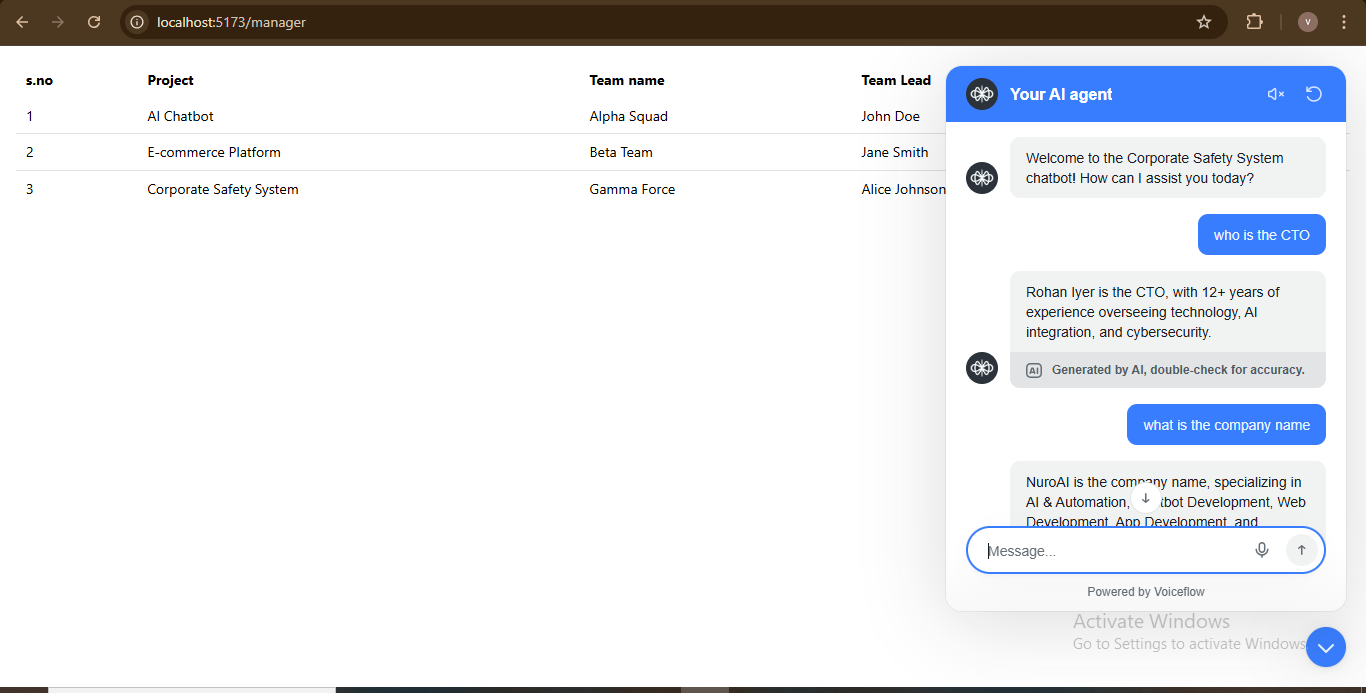 localhost:5173/manager
V
s.no Project Team name Team Lead
1 AI Chatbot Alpha Squad John Doe
2 E-commerce Platform Beta Team Jane Smith
3 Corporate Safety System Gamma Force Alice Johnson
Your AI agent
Welcome to the Corporate Safety System
chatbot! How can I assist you today?
who is the CTO
Rohan Iyer is the CTO, with 12+ years of
experience overseeing technology, AI
integration, and cybersecurity.
AI Generated by AI, double-check for accuracy.
what is the company name
NuroAI is the company name, specializing in
AI & Automation, tbot Development, Web
Development, App Development, and
Message...
Powered by Voiceflow
Activate Windows
Go to Settings to activate Windows